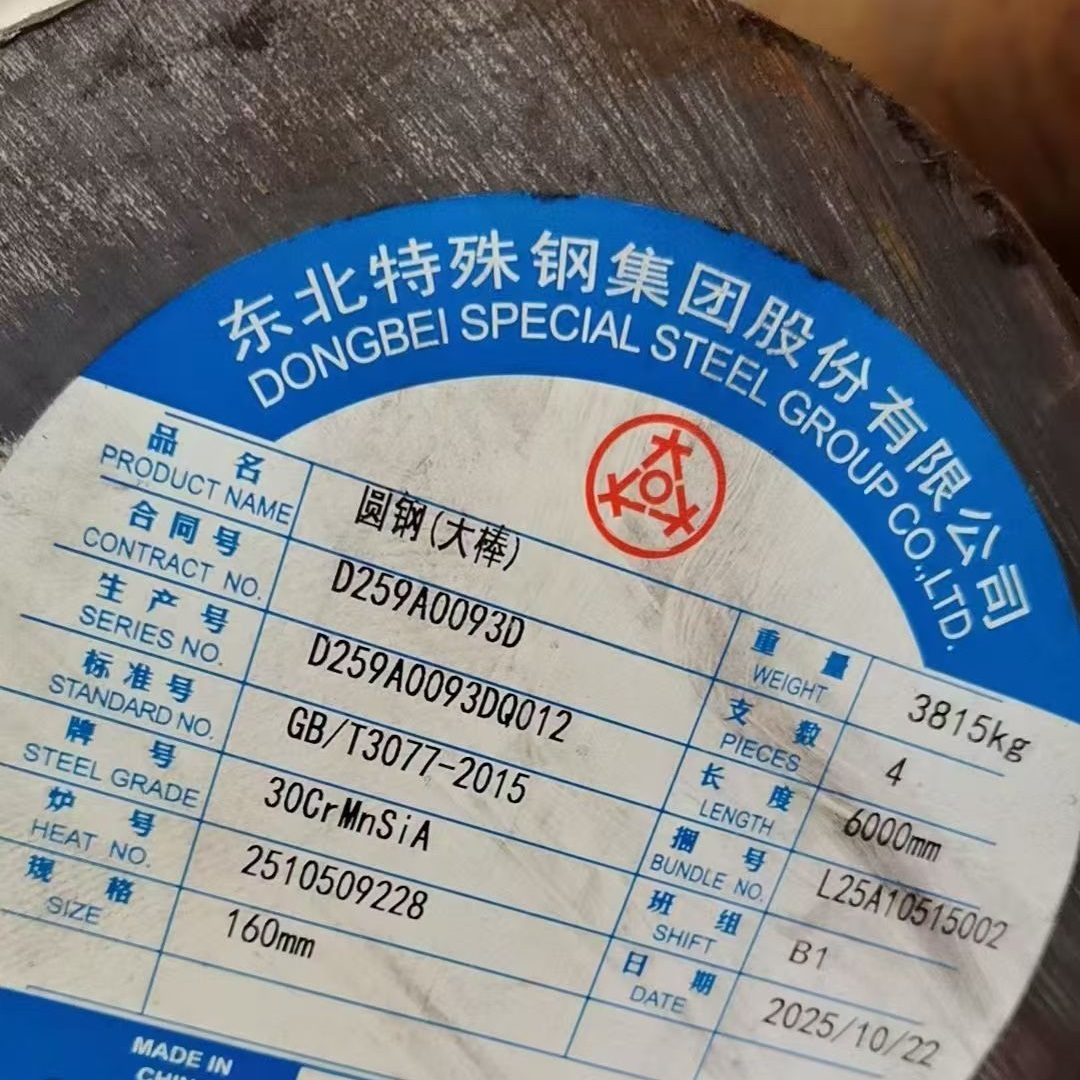 东北特殊钢集团股份有限公司
DONGBEI SPECIAL STEEL GROUP CO.,LTD.
品名 圆钢(大棒)
PRODUCT NAME
合同号 D259A0093D
CONTRACT NO.
生产号 D259A0093DQ012
SERIES NO.
标准号 GB/T3077-2015
STANDARD NO.
牌号 30CrMnSiA
STEEL GRADE
炉号 2510509228
HEAT NO.
规格 160mm
SIZE
重量 3815kg
WEIGHT
支数 4
PIECES
长度 6000mm
LENGTH
捆号 L25A10515002
BUNDLE NO.
班组 B1
SHIFT
日期 2025/10/22
DATE
MADE IN